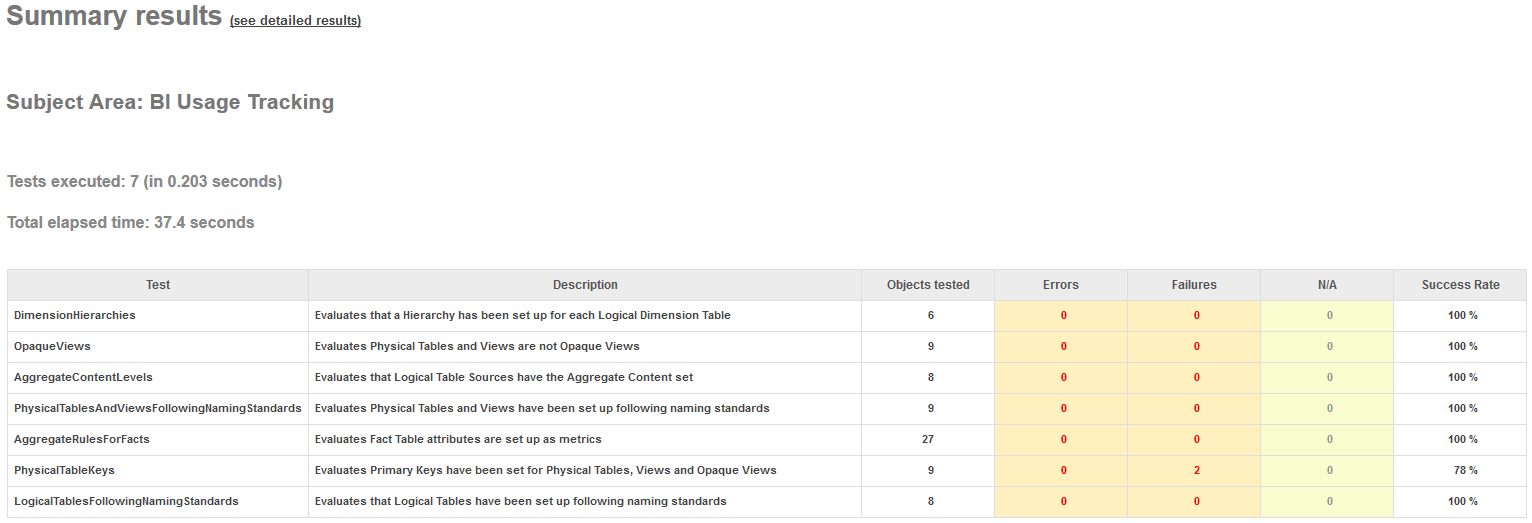 Summary results (see detailed results)
Subject Area: BI Usage Tracking
Tests executed: 7 (in 0.203 seconds)
Total elapsed time: 37.4 seconds
Test Description Objects tested Errors Failures N/A Success Rate
DimensionHierarchies Evaluates that a Hierarchy has been set up for each Logical Dimension Table 6 0 0 0 100 %
OpaqueViews Evaluates Physical Tables and Views are not Opaque Views 9 0 0 0 100 %
AggregateContentLevels Evaluates that Logical Table Sources have the Aggregate Content set 8 0 0 0 100 %
PhysicalTablesAndViewsFollowingNamingStandards Evaluates Physical Tables and Views have been set up following naming standards 9 0 0 0 100 %
AggregateRulesForFacts Evaluates Fact Table attributes are set up as metrics 27 0 0 0 100 %
PhysicalTableKeys Evaluates Primary Keys have been set for Physical Tables, Views and Opaque Views 9 0 2 0 78 %
LogicalTablesFollowingNamingStandards Evaluates that Logical Tables have been set up following naming standards 8 0 0 0 100 %